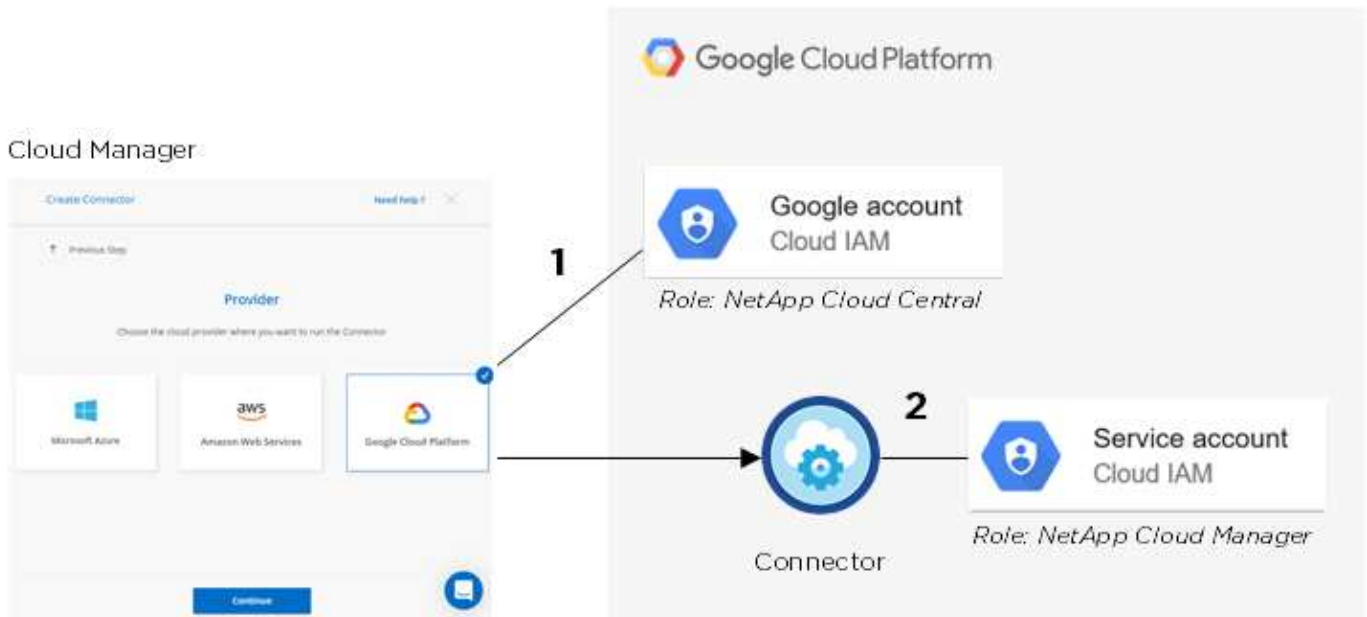 Google Cloud Platform
Cloud Manager
Create Connector
Need help ?
Previous Step
Provider
Choose the cloud provider where you want to run the Connector
Microsoft Azure
aws
Amazon Web Services
Google Cloud Platform
Continue
1
Google account
Cloud IAM
Role: NetApp Cloud Central
Connector
2
Service account
Cloud IAM
Role: NetApp Cloud Manager